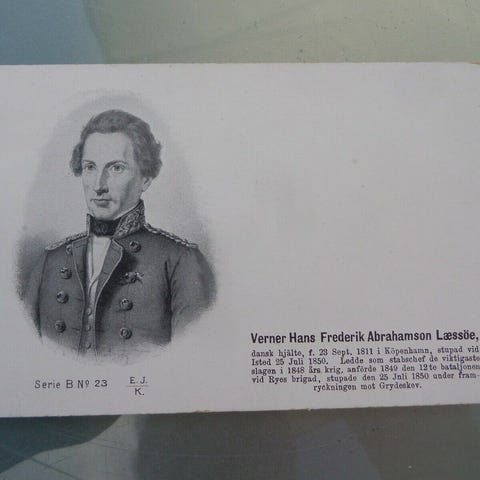 Verner Hans Frederik Abrahamson Læssöe,
dansk hjälte, f. 23 Sept. 1811 i Köpenhamn, stupad vid
Isted 25 Juli 1850. Ledde som stabschef de viktigaste
slagen i 1848 års krig, anförde 1849 den 12te bataljonen
vid Ryes brigad, stupade den 25 Juli 1850 under fram-
ryckningen mot Grydeskov.
Serie B No 23
E. J.
K.